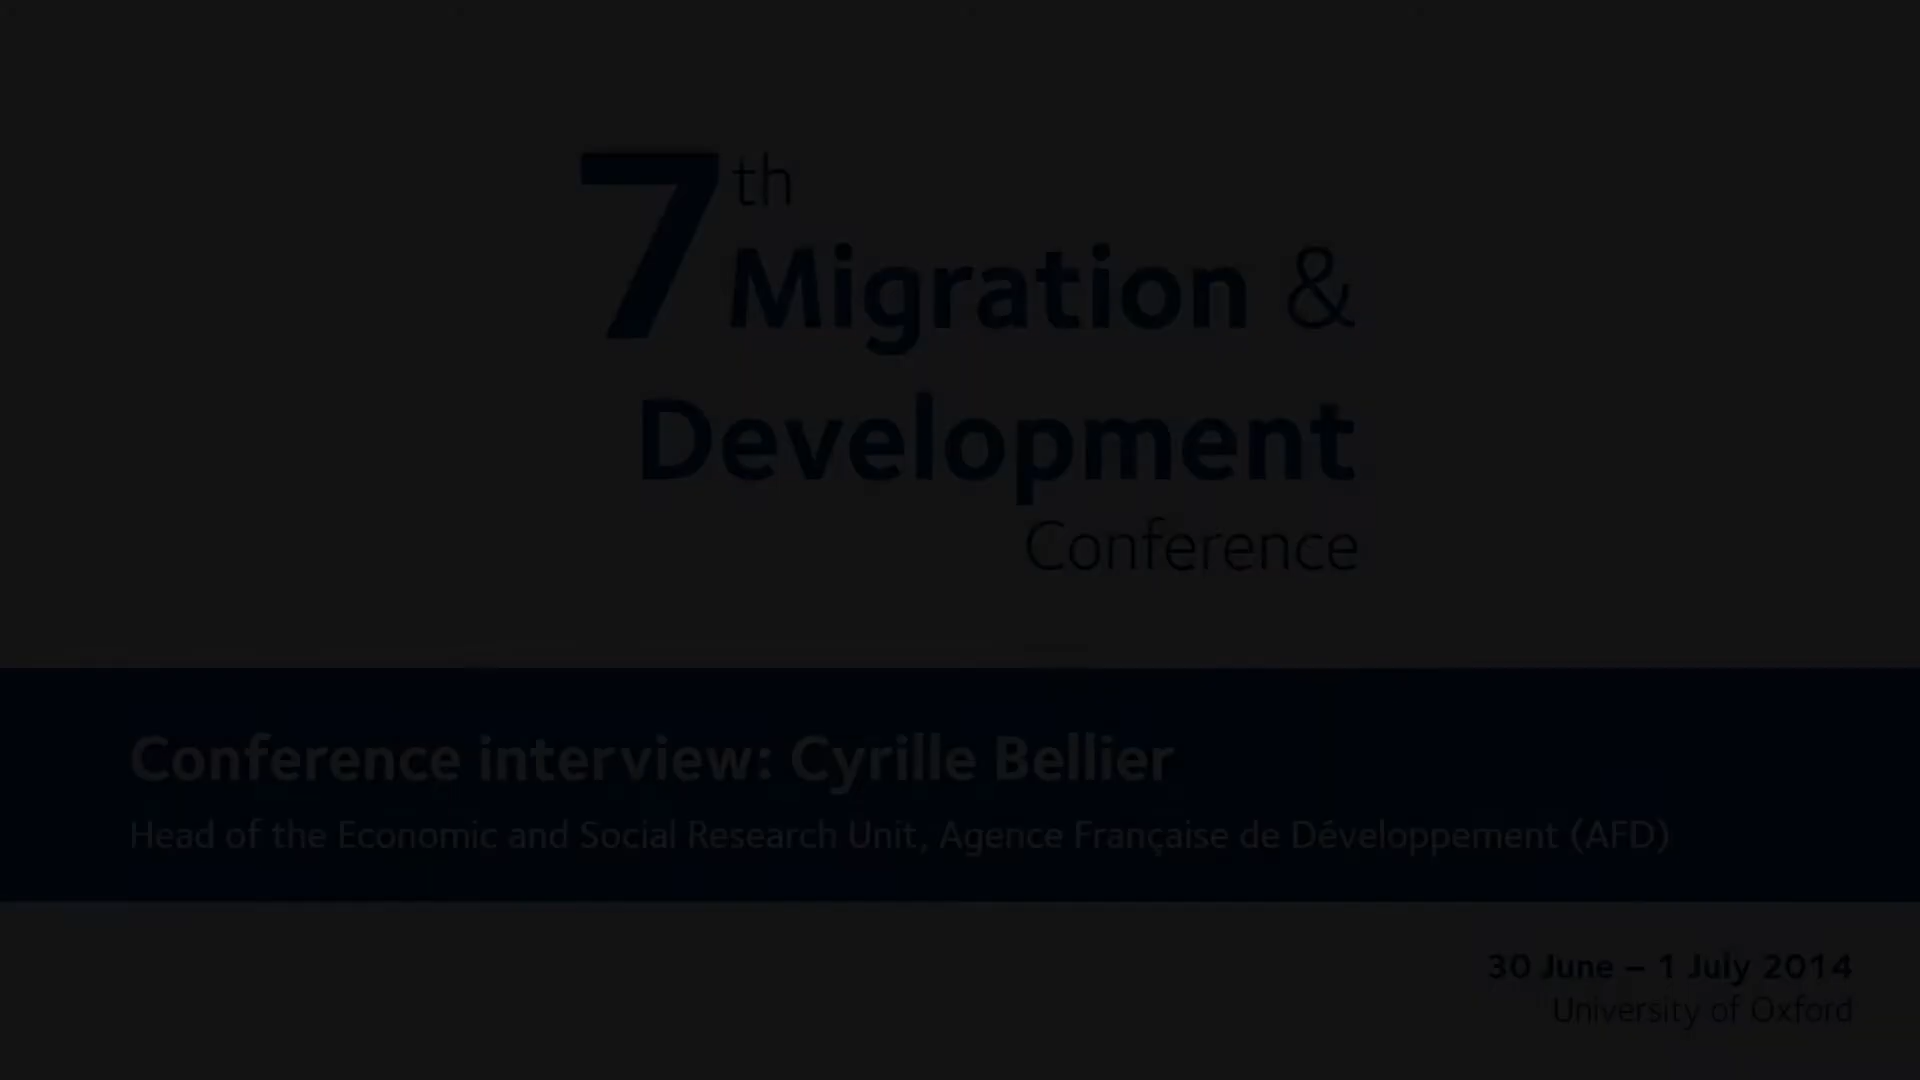 7th
Migration &
Development
Conference
Conference interview: Cyrille Bellier
Head of the Economic and Social Research Unit, Agence Française de Développement (AFD)
30 June – 1 July 2014
University of Oxford